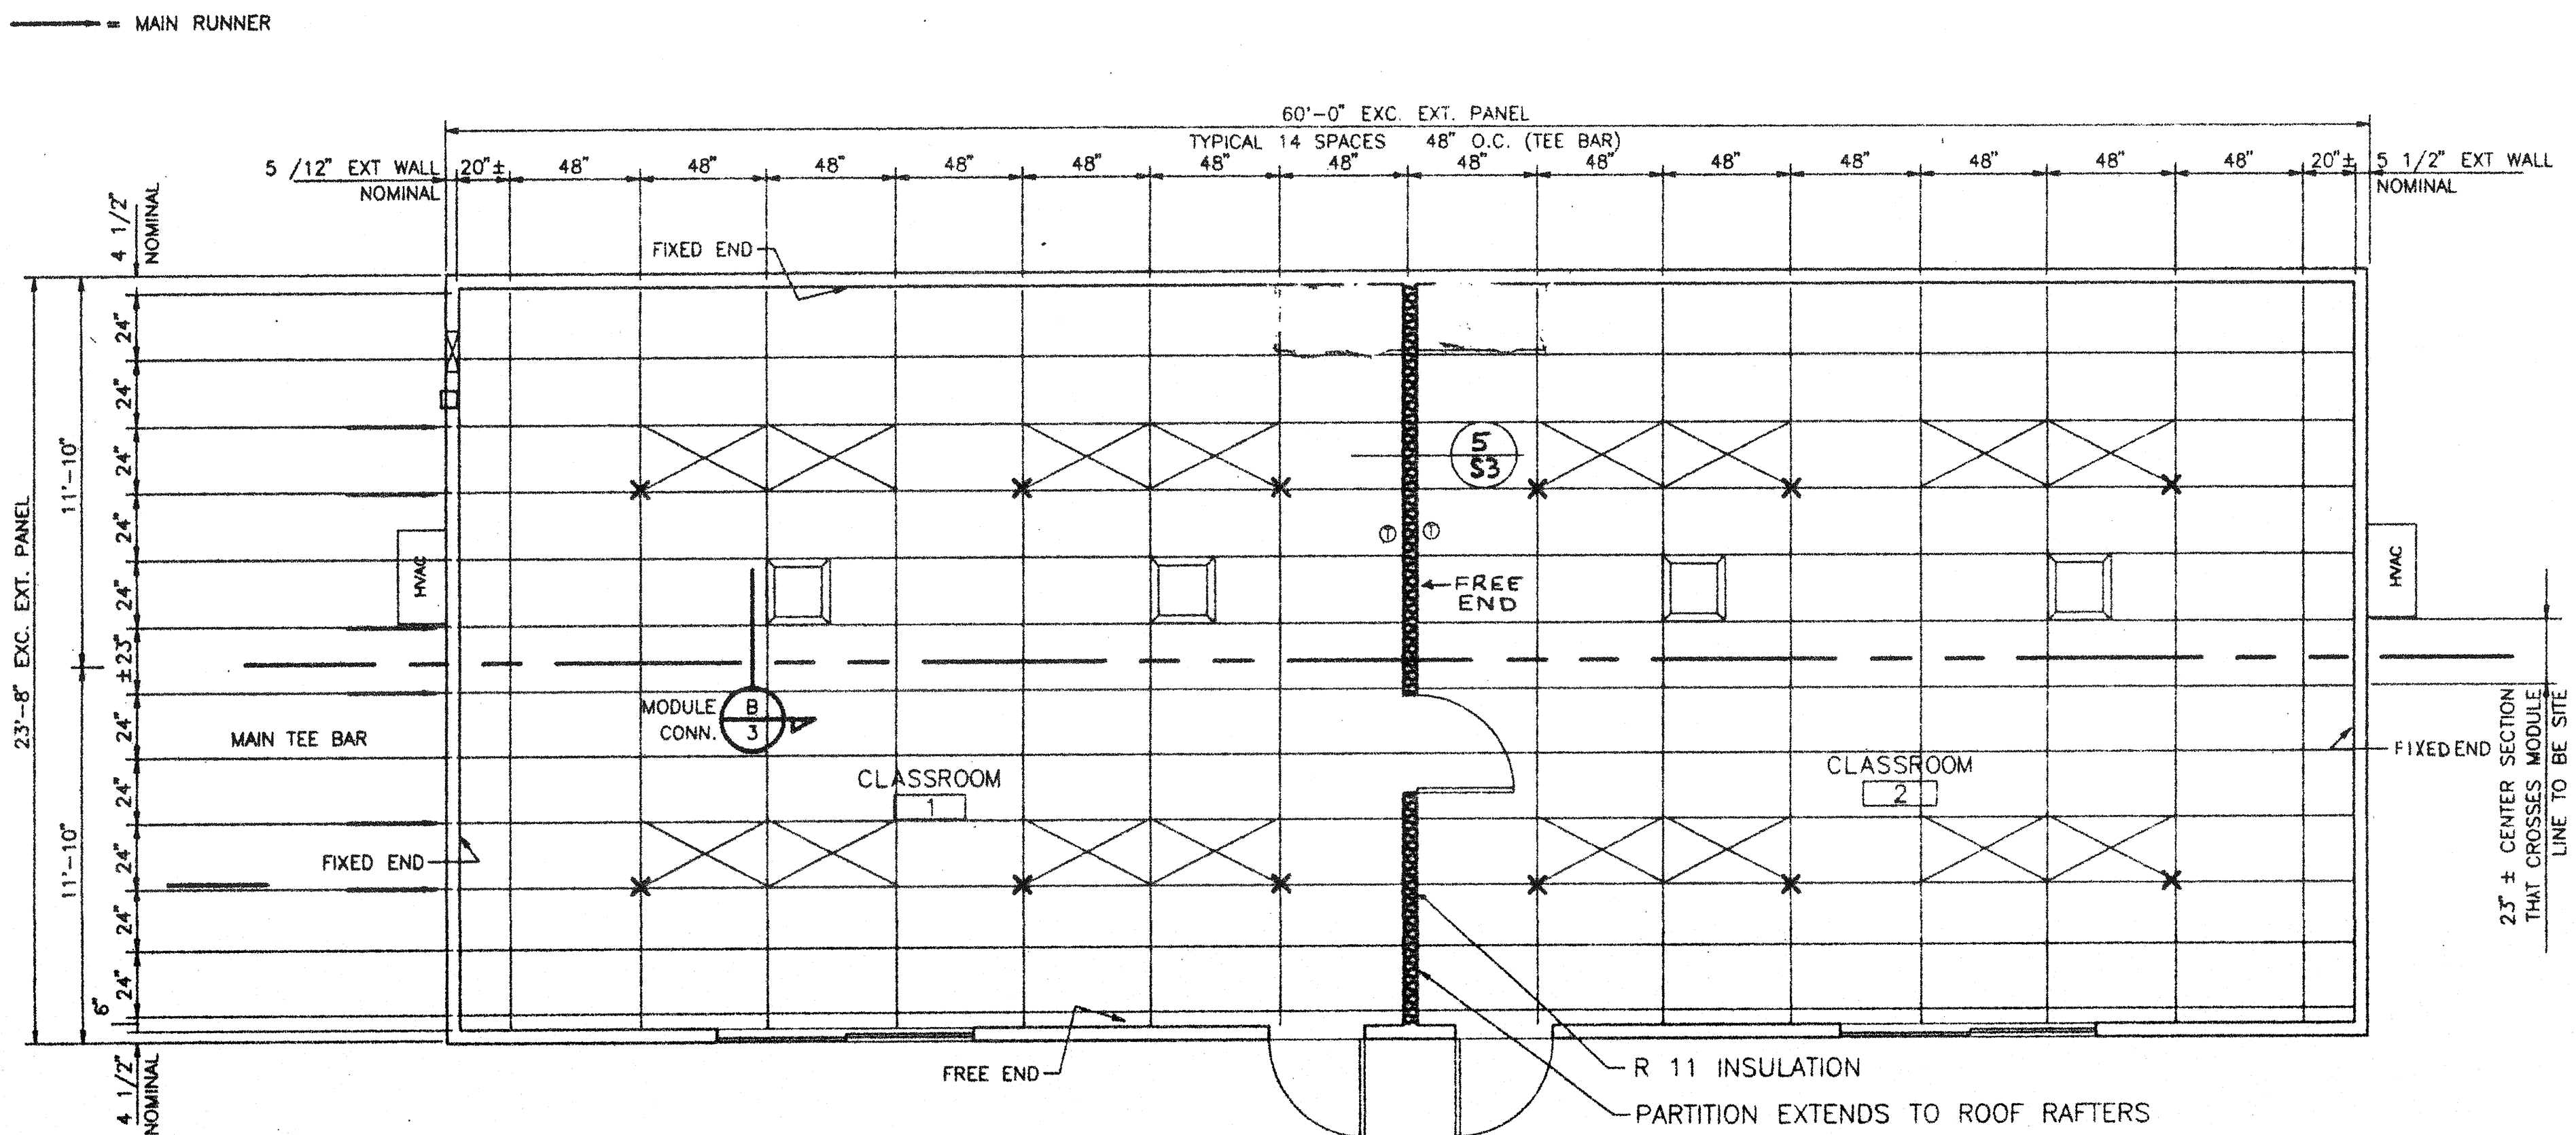 = MAIN RUNNER
60'-0" EXC. EXT. PANEL
TYPICAL 14 SPACES 48" O.C. (TEE BAR)
5 /12" EXT WALL
NOMINAL
20"± 48" 48" 48" 48" 48" 48" 48" 48" 48" 48" 48" 48" 48" 48" 20"±
5 1/2" EXT WALL
NOMINAL
4 1/2"
NOMINAL
FIXED END
24"
24"
24"
24"
24"
±23"
24"
24"
24"
24"
24"
6"
4 1/2"
NOMINAL
11'-10"
11'-10"
23'-8" EXC. EXT. PANEL
5
S3
T T
HVAC
HVAC
FREE
END
MODULE
CONN.
B
3
MAIN TEE BAR
CLASSROOM
1
CLASSROOM
2
FIXED END
FIXED END
23" ± CENTER SECTION
THAT CROSSES MODULE
LINE TO BE SITE
FREE END
R 11 INSULATION
PARTITION EXTENDS TO ROOF RAFTERS